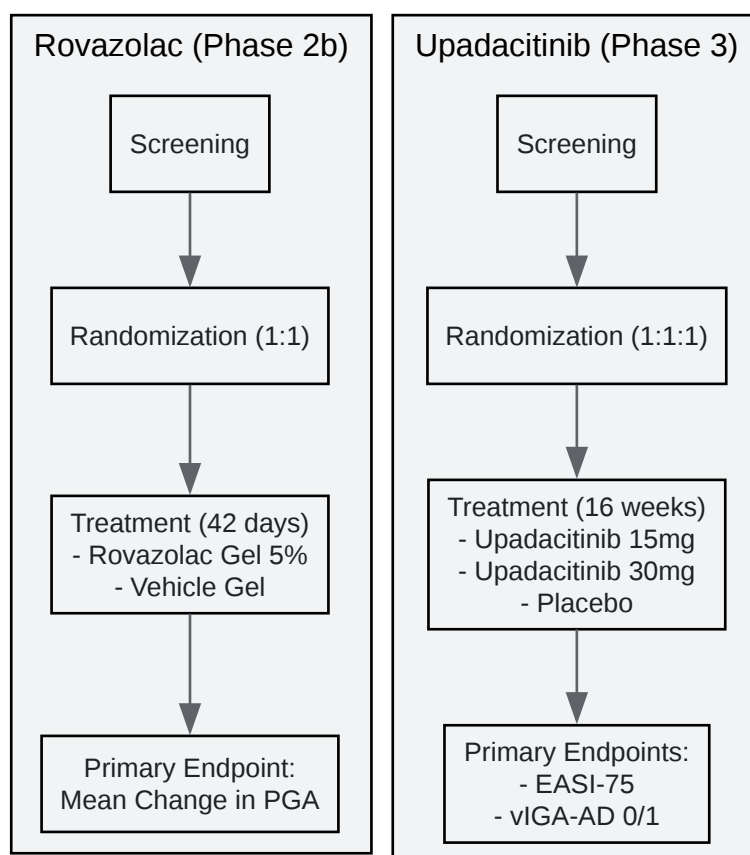 Rovazolac (Phase 2b)
Screening
Randomization (1:1)
Treatment (42 days)
- Rovazolac Gel 5%
- Vehicle Gel
Primary Endpoint:
Mean Change in PGA
Upadacitinib (Phase 3)
Screening
Randomization (1:1:1)
Treatment (16 weeks)
- Upadacitinib 15mg
- Upadacitinib 30mg
- Placebo
Primary Endpoints:
- EASI-75
- vIGA-AD 0/1